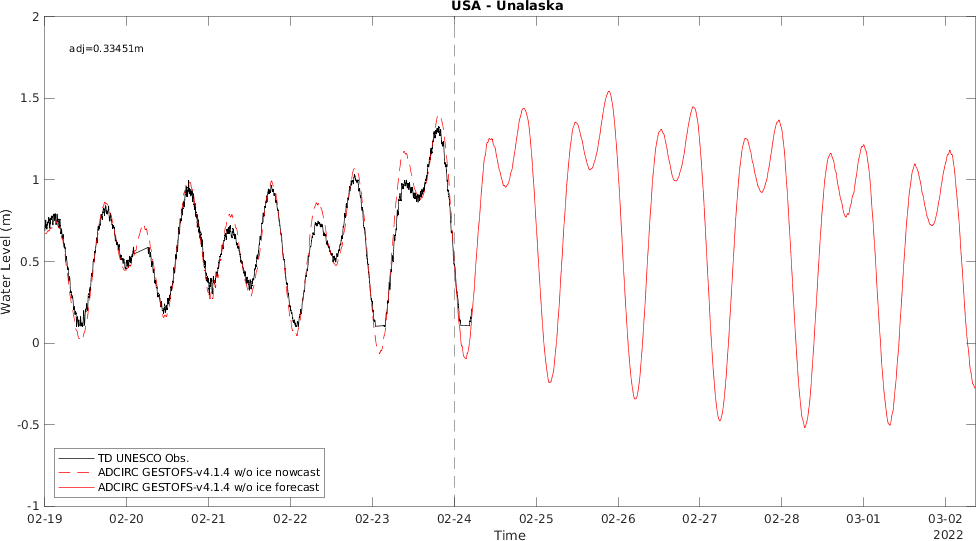 USA - Unalaska
2
adj=0.33451m
1.5
1
0.5
0
-0.5
-1
Water Level (m)
TD UNESCO Obs.
ADCIRC GESTOFS-v4.1.4 w/o ice nowcast
ADCIRC GESTOFS-v4.1.4 w/o ice forecast
02-19 02-20 02-21 02-22 02-23 02-24 02-25 02-26 02-27 02-28 03-01 03-02
Time
2022